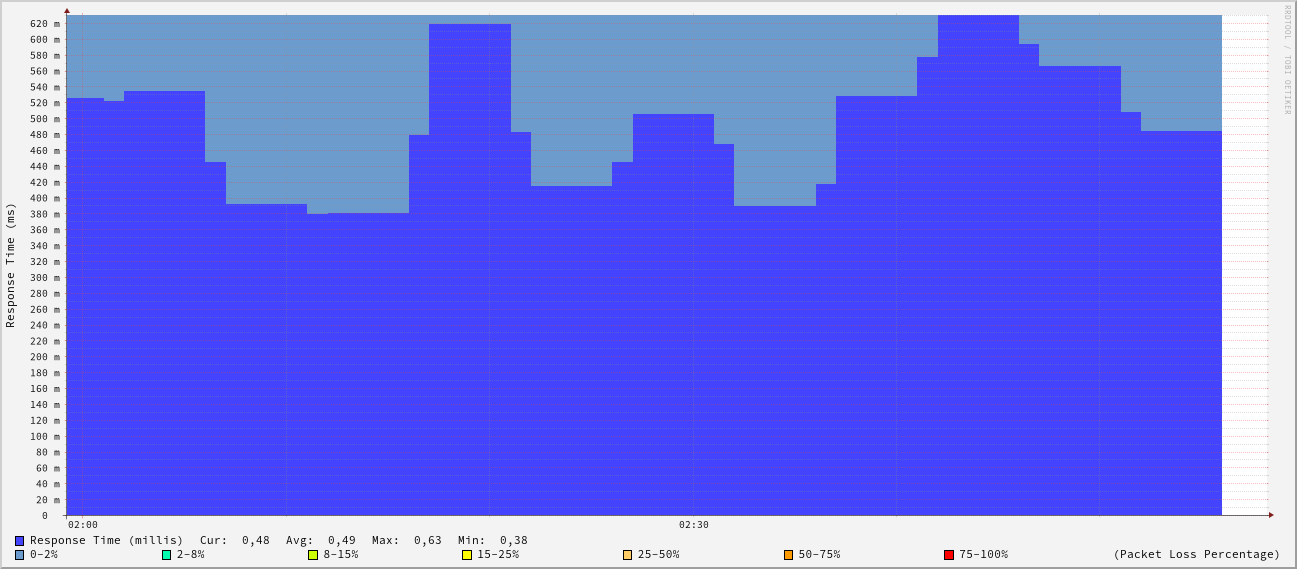 RRDTOOL / TOBI OETIKER
Response Time (ms)
620 m
600 m
580 m
560 m
540 m
520 m
500 m
480 m
460 m
440 m
420 m
400 m
380 m
360 m
340 m
320 m
300 m
280 m
260 m
240 m
220 m
200 m
180 m
160 m
140 m
120 m
100 m
80 m
60 m
40 m
20 m
0
02:00 02:30
Response Time (millis) Cur: 0,48 Avg: 0,49 Max: 0,63 Min: 0,38
0-2% 2-8% 8-15% 15-25% 25-50% 50-75% 75-100% (Packet Loss Percentage)